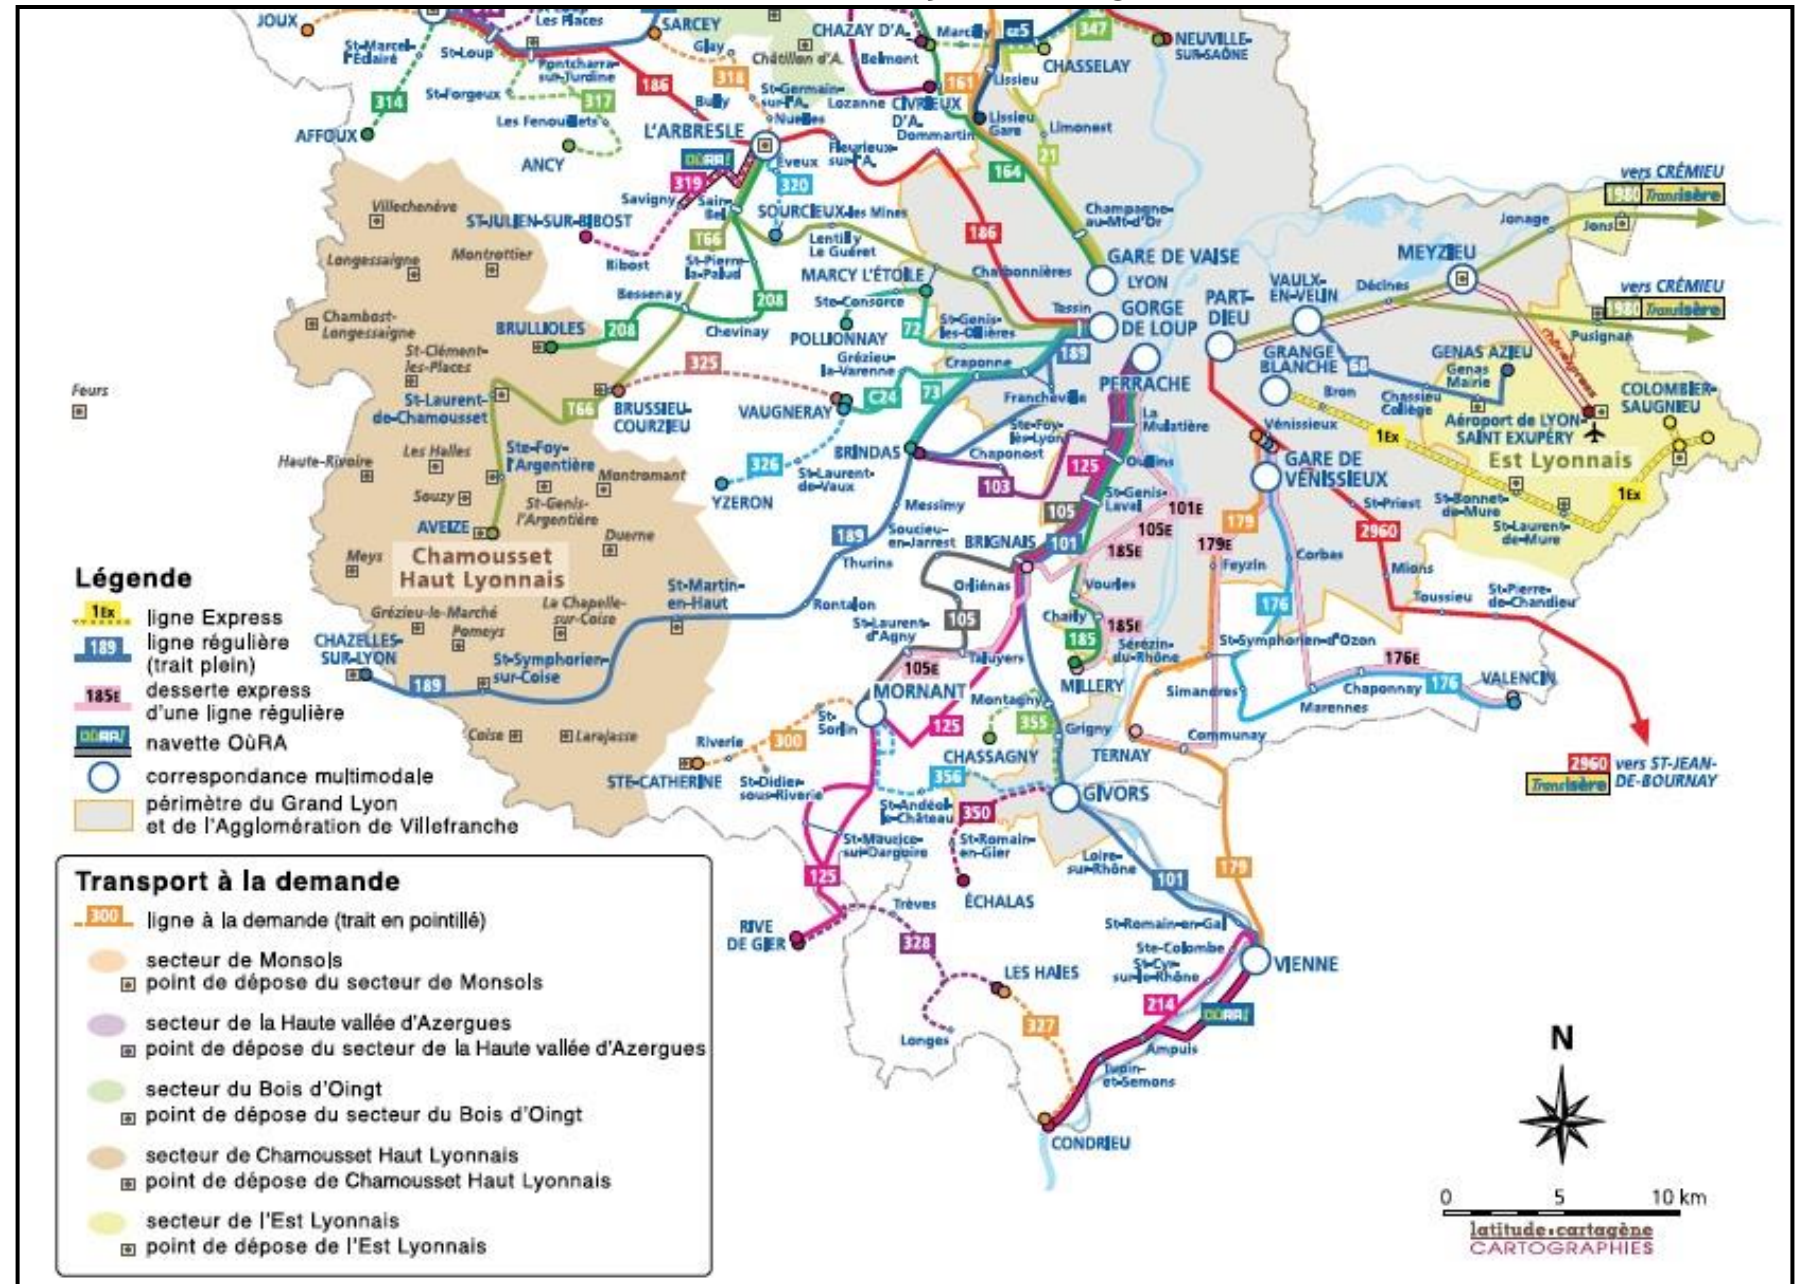 JOUX
SARCEY
St-Marcel-
l'Éclairé
St-Loup
Les Places
Pontcharra-
sur-Turdine
Glay
318
Châtillon d'A.
CHAZAY D'A.
Marcilly
Belmont
347
NEUVILLE-
SUR-SAÔNE
CHASSELAY
Lissieu
161
314
St-Forgeux
317
186
Bully
St-Germain-
sur-l'A.
Nuelles
Lozanne
CIVRIEUX
D'A.
Dommartin
Lissieu
Gare
Limonest
21
AFFOUX
Les Fenouillets
ANCY
L'ARBRESLE
OÙRA!
Éveux
Fleurieux-
sur-l'A.
164
319
320
Savigny
Sain-
Bel
Villechenève
ST-JULIEN-SUR-BIBOST
SOURCIEUX-les Mines
T66
Bibost
St-Pierre-
la-Palud
Lentilly
Le Guéret
186
Champagne-
au-Mt-d'Or
vers CRÉMIEU
1980 Transisère
Jonage
Jons
Longessaigne
Montrottier
Bessenay
208
Chevinay
MARCY L'ÉTOILE
Charbonnières
GARE DE VAISE
LYON
MEYZIEU
VAULX-
EN-VELIN
Décines
vers CRÉMIEU
1980 Transisère
Pusignan
Chambost-
Longessaigne
BRULLIOLES
208
Ste-Consorce
POLLIONNAY
72
St-Genis-
les-Ollières
Tassin
GORGE
DE LOUP
PART-
DIEU
St-Clément-
les-Places
325
Grézieu-
la-Varenne
Craponne
189
PERRACHE
GRANGE
BLANCHE
68
GENAS AZIEU
Genas
Mairie
rhônexpress
Feurs
St-Laurent-
de-Chamousset
T66
BRUSSIEU-
COURZIEU
VAUGNERAY
C24
73
Francheville
La
Mulatière
Bron
Chassieu
Collège
COLOMBIER-
SAUGNIEU
Aéroport de LYON-
SAINT EXUPÉRY
Vénissieux
1Ex
Est Lyonnais
Haute-Rivoire
Les Halles
Ste-Foy-
l'Argentière
BRINDAS
Ste-Foy-
lès-Lyon
Chaponost
125
Oullins
GARE DE
VÉNISSIEUX
326
YZERON
St-Laurent-
de-Vaux
103
Souzy
St-Genis-
l'Argentière
Montromant
Messimy
St-Genis-
Laval
101E
105E
105
St-Priest
St-Bonnet-
de-Mure
1Ex
St-Laurent-
de-Mure
AVEIZE
Duerne
189
Soucieu-
en-Jarrest
BRIGNAIS
101
185E
179
179E
2960
Chamousset
Haut Lyonnais
Meys
Thurins
Orliénas
Vourles
Feyzin
Corbas
Mions
Légende
1Ex ligne Express
189 ligne régulière
(trait plein)
185E desserte express
d'une ligne régulière
OÙRA! navette OùRA
correspondance multimodale
périmètre du Grand Lyon
et de l'Agglomération de Villefranche
Grézieu-le-Marché
Pomeys
La Chapelle-
sur-Coise
St-Martin-
en-Haut
Rontalon
St-Laurent-
d'Agny
105
Charly
185
185E
176
Toussieu
St-Pierre-
de-Chandieu
CHAZELLES-
SUR-LYON
189
St-Symphorien-
sur-Coise
105E
Taluyers
Sérézin-
du-Rhône
St-Symphorien-d'Ozon
176E
MORNANT
Montagny
MILLERY
Simandres
Chaponnay
176
VALENCIN
Marennes
Coise
Larajasse
Riverie
300
St-
Sorlin
125
355
Grigny
CHASSAGNY
TERNAY
Communay
STE-CATHERINE
St-Didier-
sous-Riverie
356
St-Andéol-
le-Château
350
GIVORS
2960 vers ST-JEAN-
Transisère DE-BOURNAY
St-Maurice-
sur-Dargoire
St-Romain-
en-Gier
Loire-
sur-Rhône
125
101
179
ÉCHALAS
Trèves
RIVE
DE GIER
328
St-Romain-en-Gal
Ste-Colombe
St-Cyr-
sur-le-Rhône
VIENNE
LES HAIES
214
OÙRA!
327
Longes
Ampuis
Tupin-
et-Semons
CONDRIEU
Transport à la demande
300 ligne à la demande (trait en pointillé)
secteur de Monsols
point de dépose du secteur de Monsols
secteur de la Haute vallée d'Azergues
point de dépose du secteur de la Haute vallée d'Azergues
secteur du Bois d'Oingt
point de dépose du secteur du Bois d'Oingt
secteur de Chamousset Haut Lyonnais
point de dépose de Chamousset Haut Lyonnais
secteur de l'Est Lyonnais
point de dépose de l'Est Lyonnais
N
0 5 10 km
latitude-cartagène
CARTOGRAPHIES